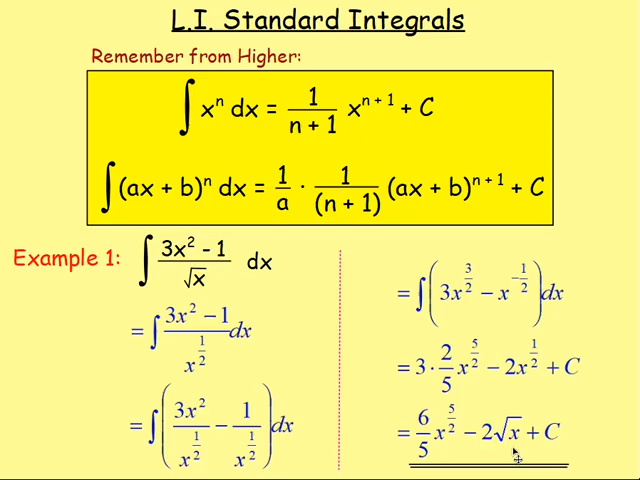 L.I. Standard Integrals
Remember from Higher:
∫ xⁿ dx = 1/(n + 1) xⁿ ⁺ ¹ + C
∫ (ax + b)ⁿ dx = 1/a · 1/(n + 1) (ax + b)ⁿ ⁺ ¹ + C
Example 1: ∫ (3x² - 1)/√x dx
= ∫ (3x² − 1)/x^(1/2) dx
= ∫ (3x²/x^(1/2) − 1/x^(1/2)) dx
= ∫ (3x^(3/2) − x^(−1/2)) dx
= 3 · 2/5 x^(5/2) − 2x^(1/2) + C
= 6/5 x^(5/2) − 2√x + C